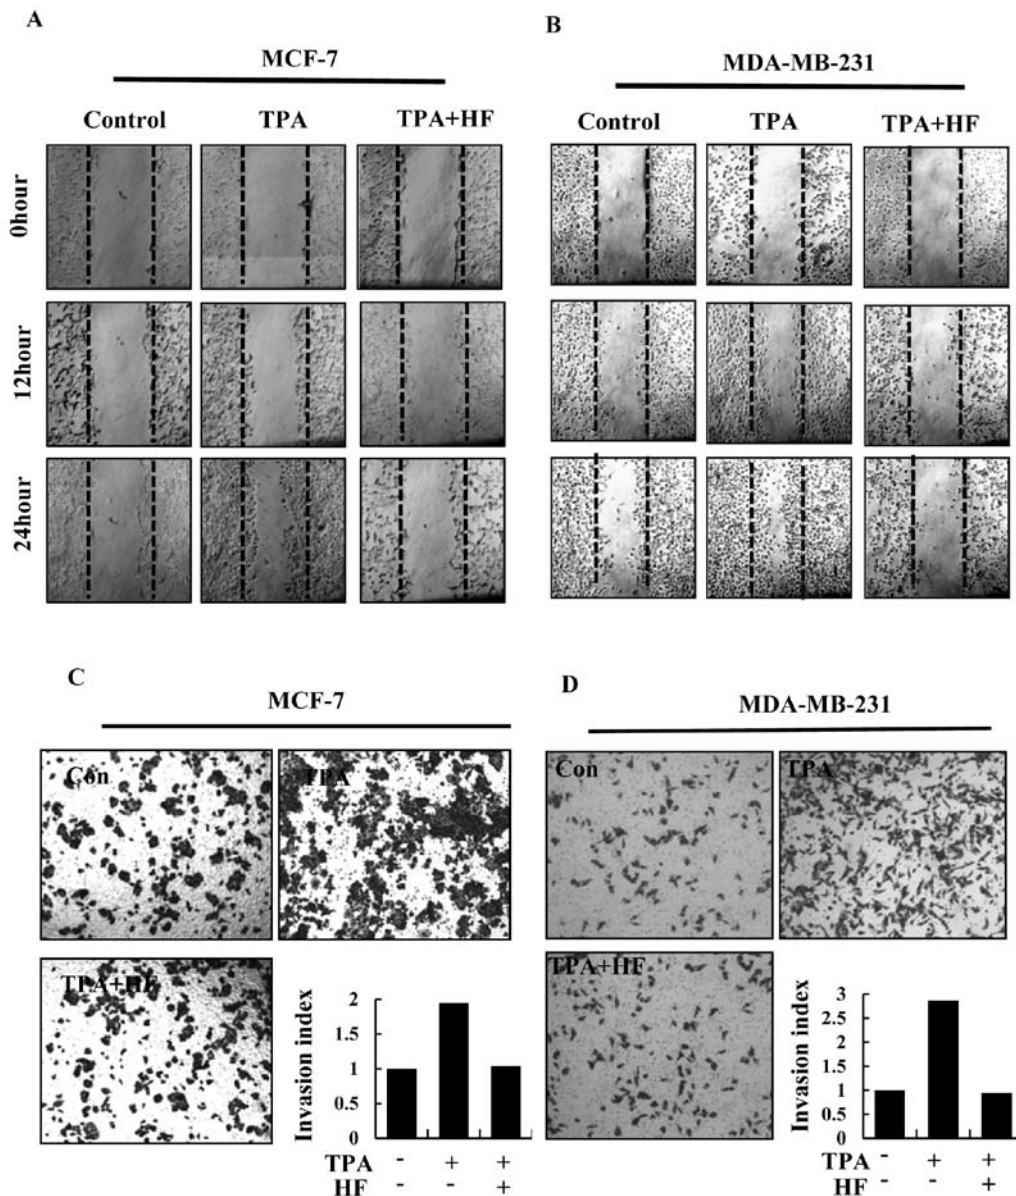 A
MCF-7
Control TPA TPA+HF
0hour
12hour
24hour
B
MDA-MB-231
Control TPA TPA+HF
C
MCF-7
Con
TPA
TPA+HF
Invasion index
2
1.5
1
0.5
0
TPA - + +
HF - - +
D
MDA-MB-231
Con
TPA
TPA+HF
Invasion index
3
2.5
2
1.5
1
0.5
0
TPA - + +
HF - - +